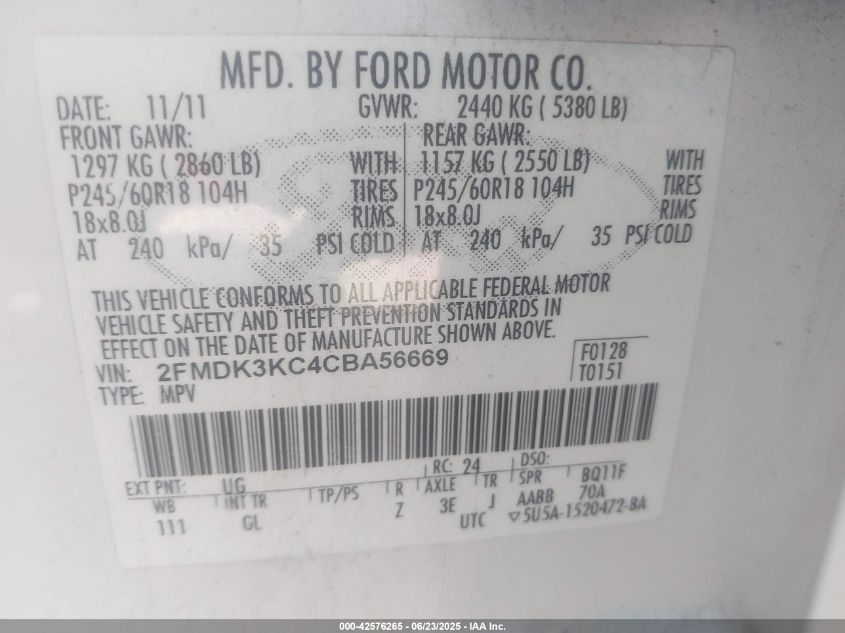 MFD. BY FORD MOTOR CO.
DATE: 11/11 GVWR: 2440 KG ( 5380 LB)
FRONT GAWR: REAR GAWR:
1297 KG ( 2860 LB) WITH 1157 KG ( 2550 LB) WITH
P245/60R18 104H TIRES P245/60R18 104H TIRES
18x8.0J RIMS 18x8.0J RIMS
AT 240 kPa/ 35 PSI COLD AT 240 kPa/ 35 PSI COLD
THIS VEHICLE CONFORMS TO ALL APPLICABLE FEDERAL MOTOR
VEHICLE SAFETY AND THEFT PREVENTION STANDARDS IN
EFFECT ON THE DATE OF MANUFACTURE SHOWN ABOVE.
VIN: 2FMDK3KC4CBA56669 F0128
TYPE: MPV T0151
EXT PNT: UG RC: 24 DSO: BQ11F
WB INT TR TP/PS R AXLE TR SPR 70A
111 GL Z 3E J AABB
UTC ▽5U5A-1520472-BA
000-42576265 - 06/23/2025 - IAA Inc.